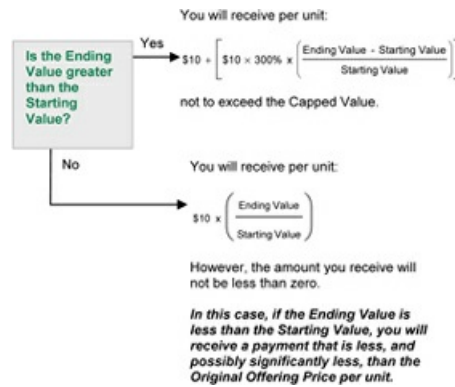 You will receive per unit:
Is the Ending
Value greater
than the
Starting
Value?
Yes
$10 + [ $10 × 300% x ( Ending Value - Starting Value
Starting Value ) ]
not to exceed the Capped Value.
No
You will receive per unit:
$10 x ( Ending Value
Starting Value )
However, the amount you receive will
not be less than zero.
In this case, if the Ending Value is
less than the Starting Value, you will
receive a payment that is less, and
possibly significantly less, than the
Original Offering Price per unit.